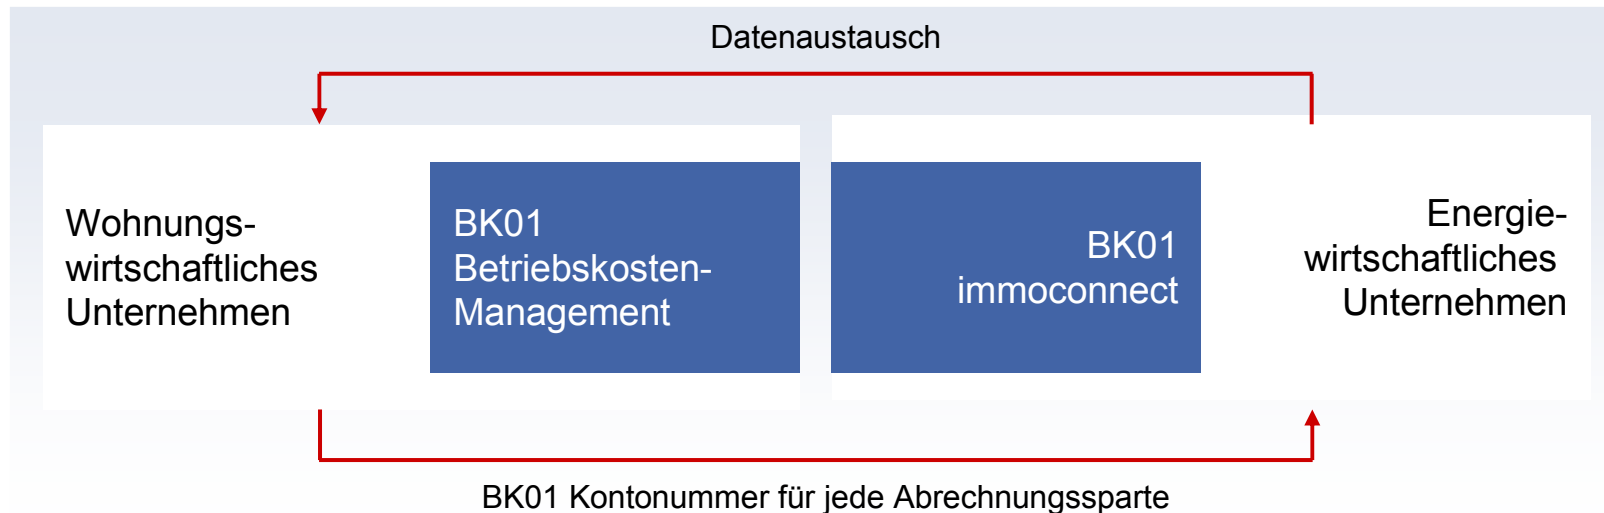 Datenaustausch
Wohnungs-
wirtschaftliches
Unternehmen
BK01
Betriebskosten-
Management
BK01
immoconnect
Energie-
wirtschaftliches
Unternehmen
BK01 Kontonummer für jede Abrechnungssparte